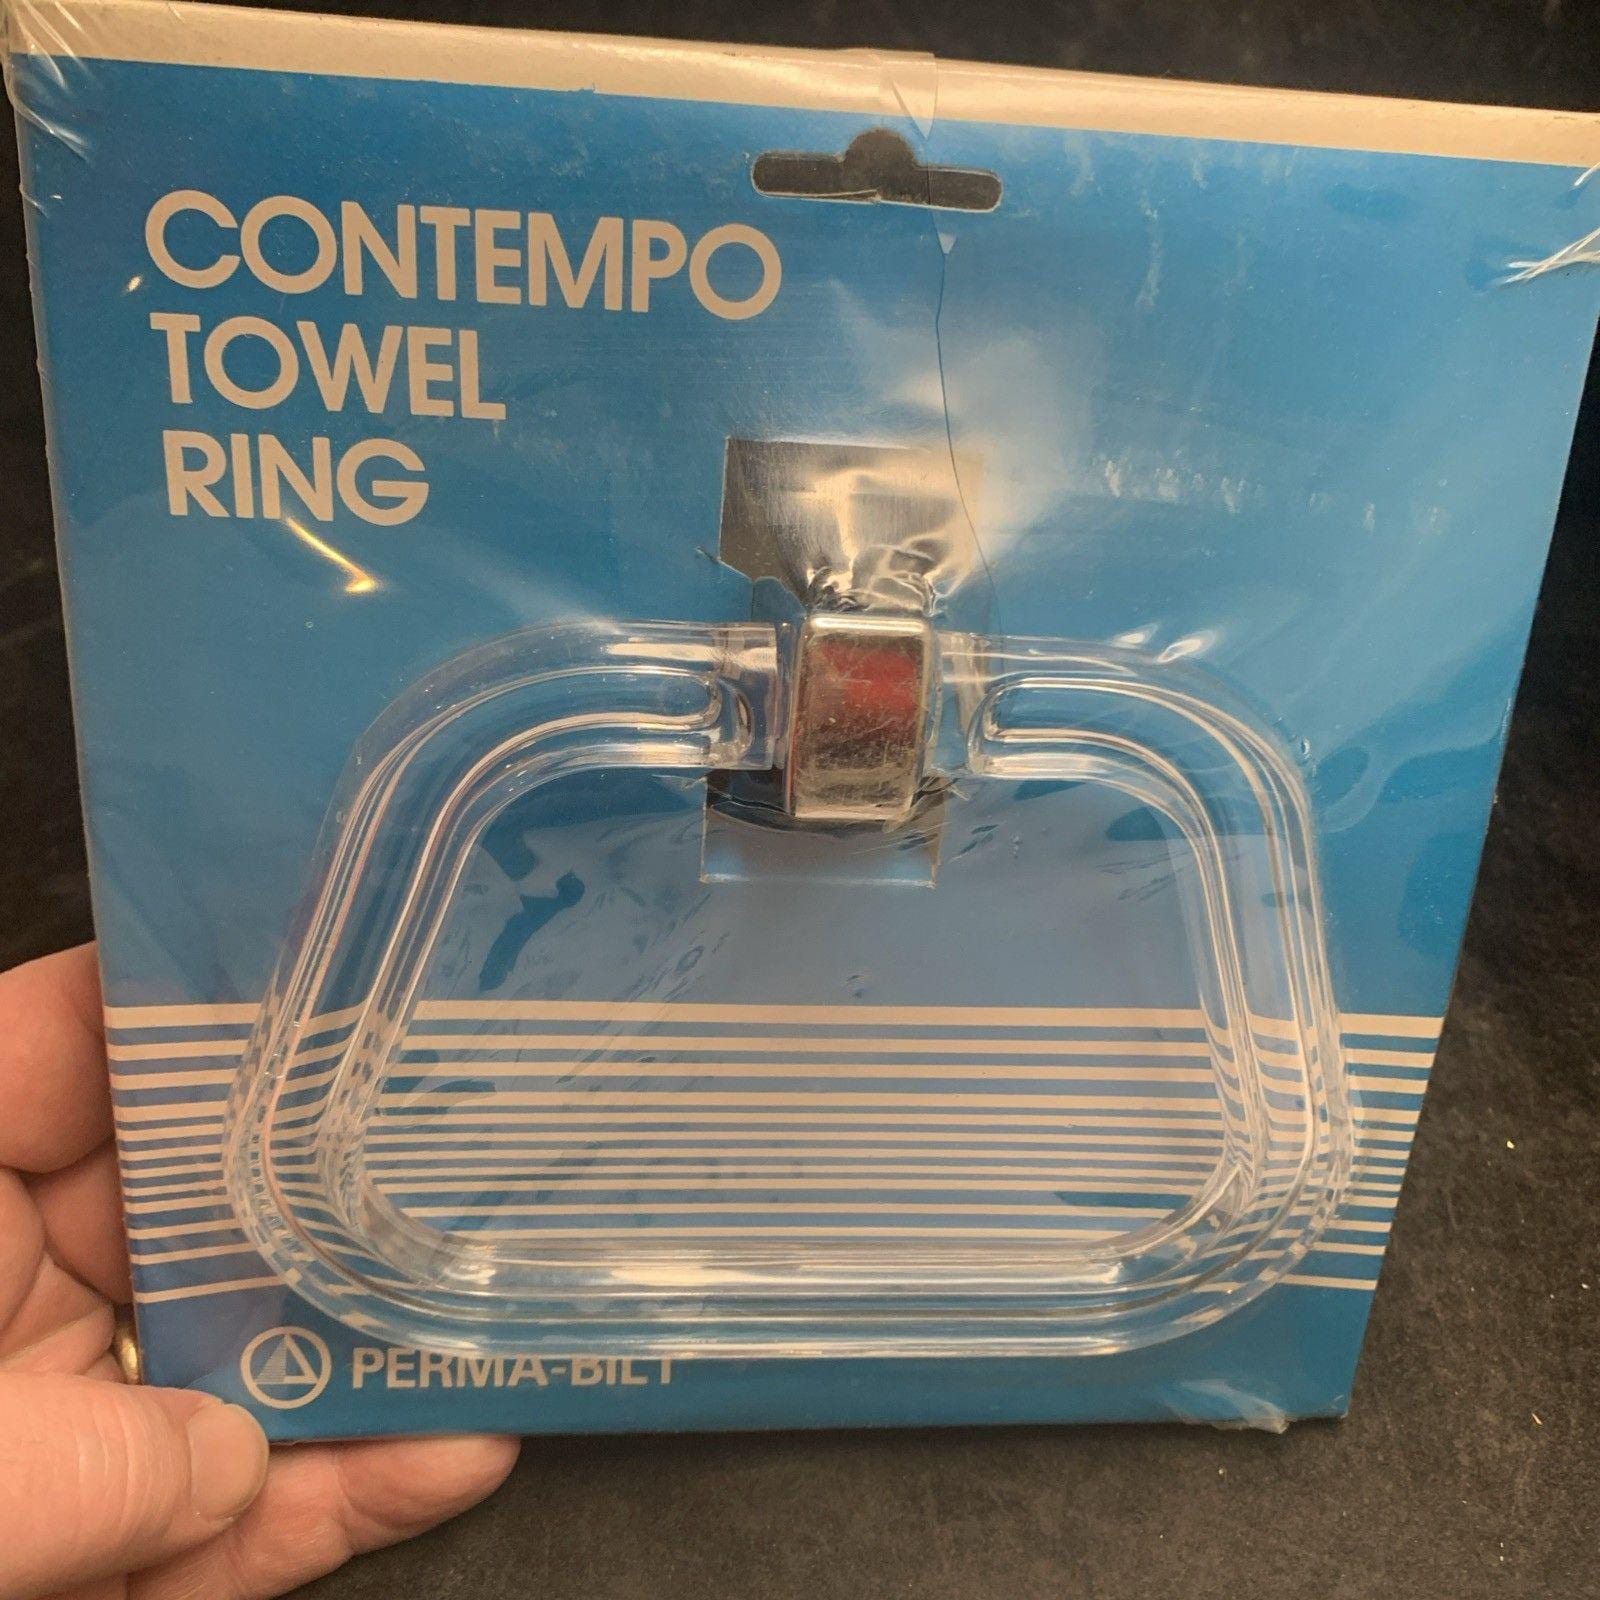 CONTEMPO
TOWEL
RING
PERMA-BILT